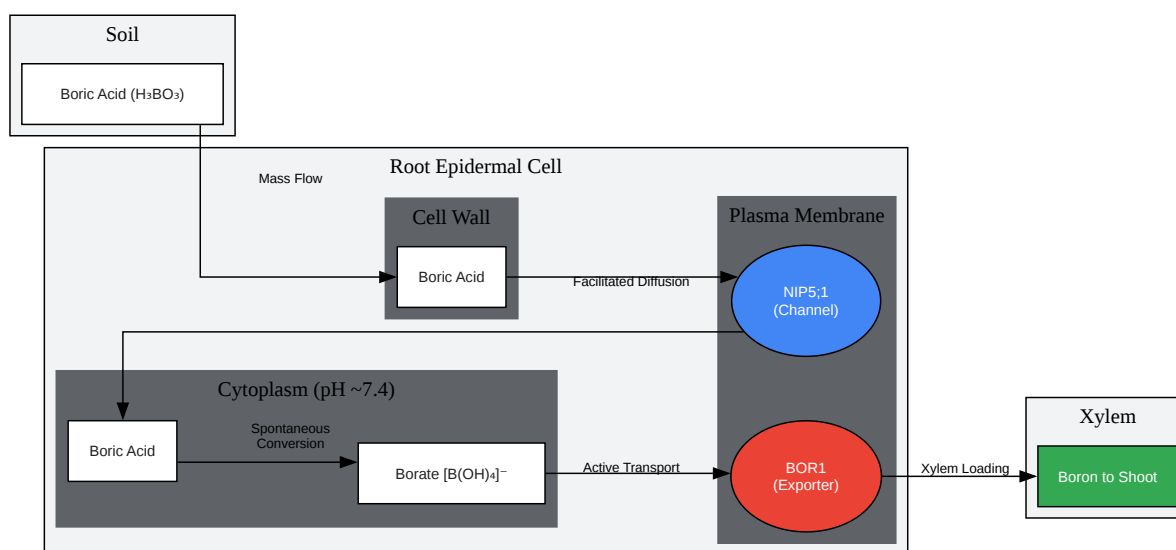 Soil
Boric Acid (H₃BO₃)
Mass Flow
Root Epidermal Cell
Cell Wall
Boric Acid
Facilitated Diffusion
Plasma Membrane
NIP5;1
(Channel)
Cytoplasm (pH ~7.4)
Boric Acid
Spontaneous
Conversion
Borate [B(OH)₄]⁻
Active Transport
BOR1
(Exporter)
Xylem Loading
Xylem
Boron to Shoot